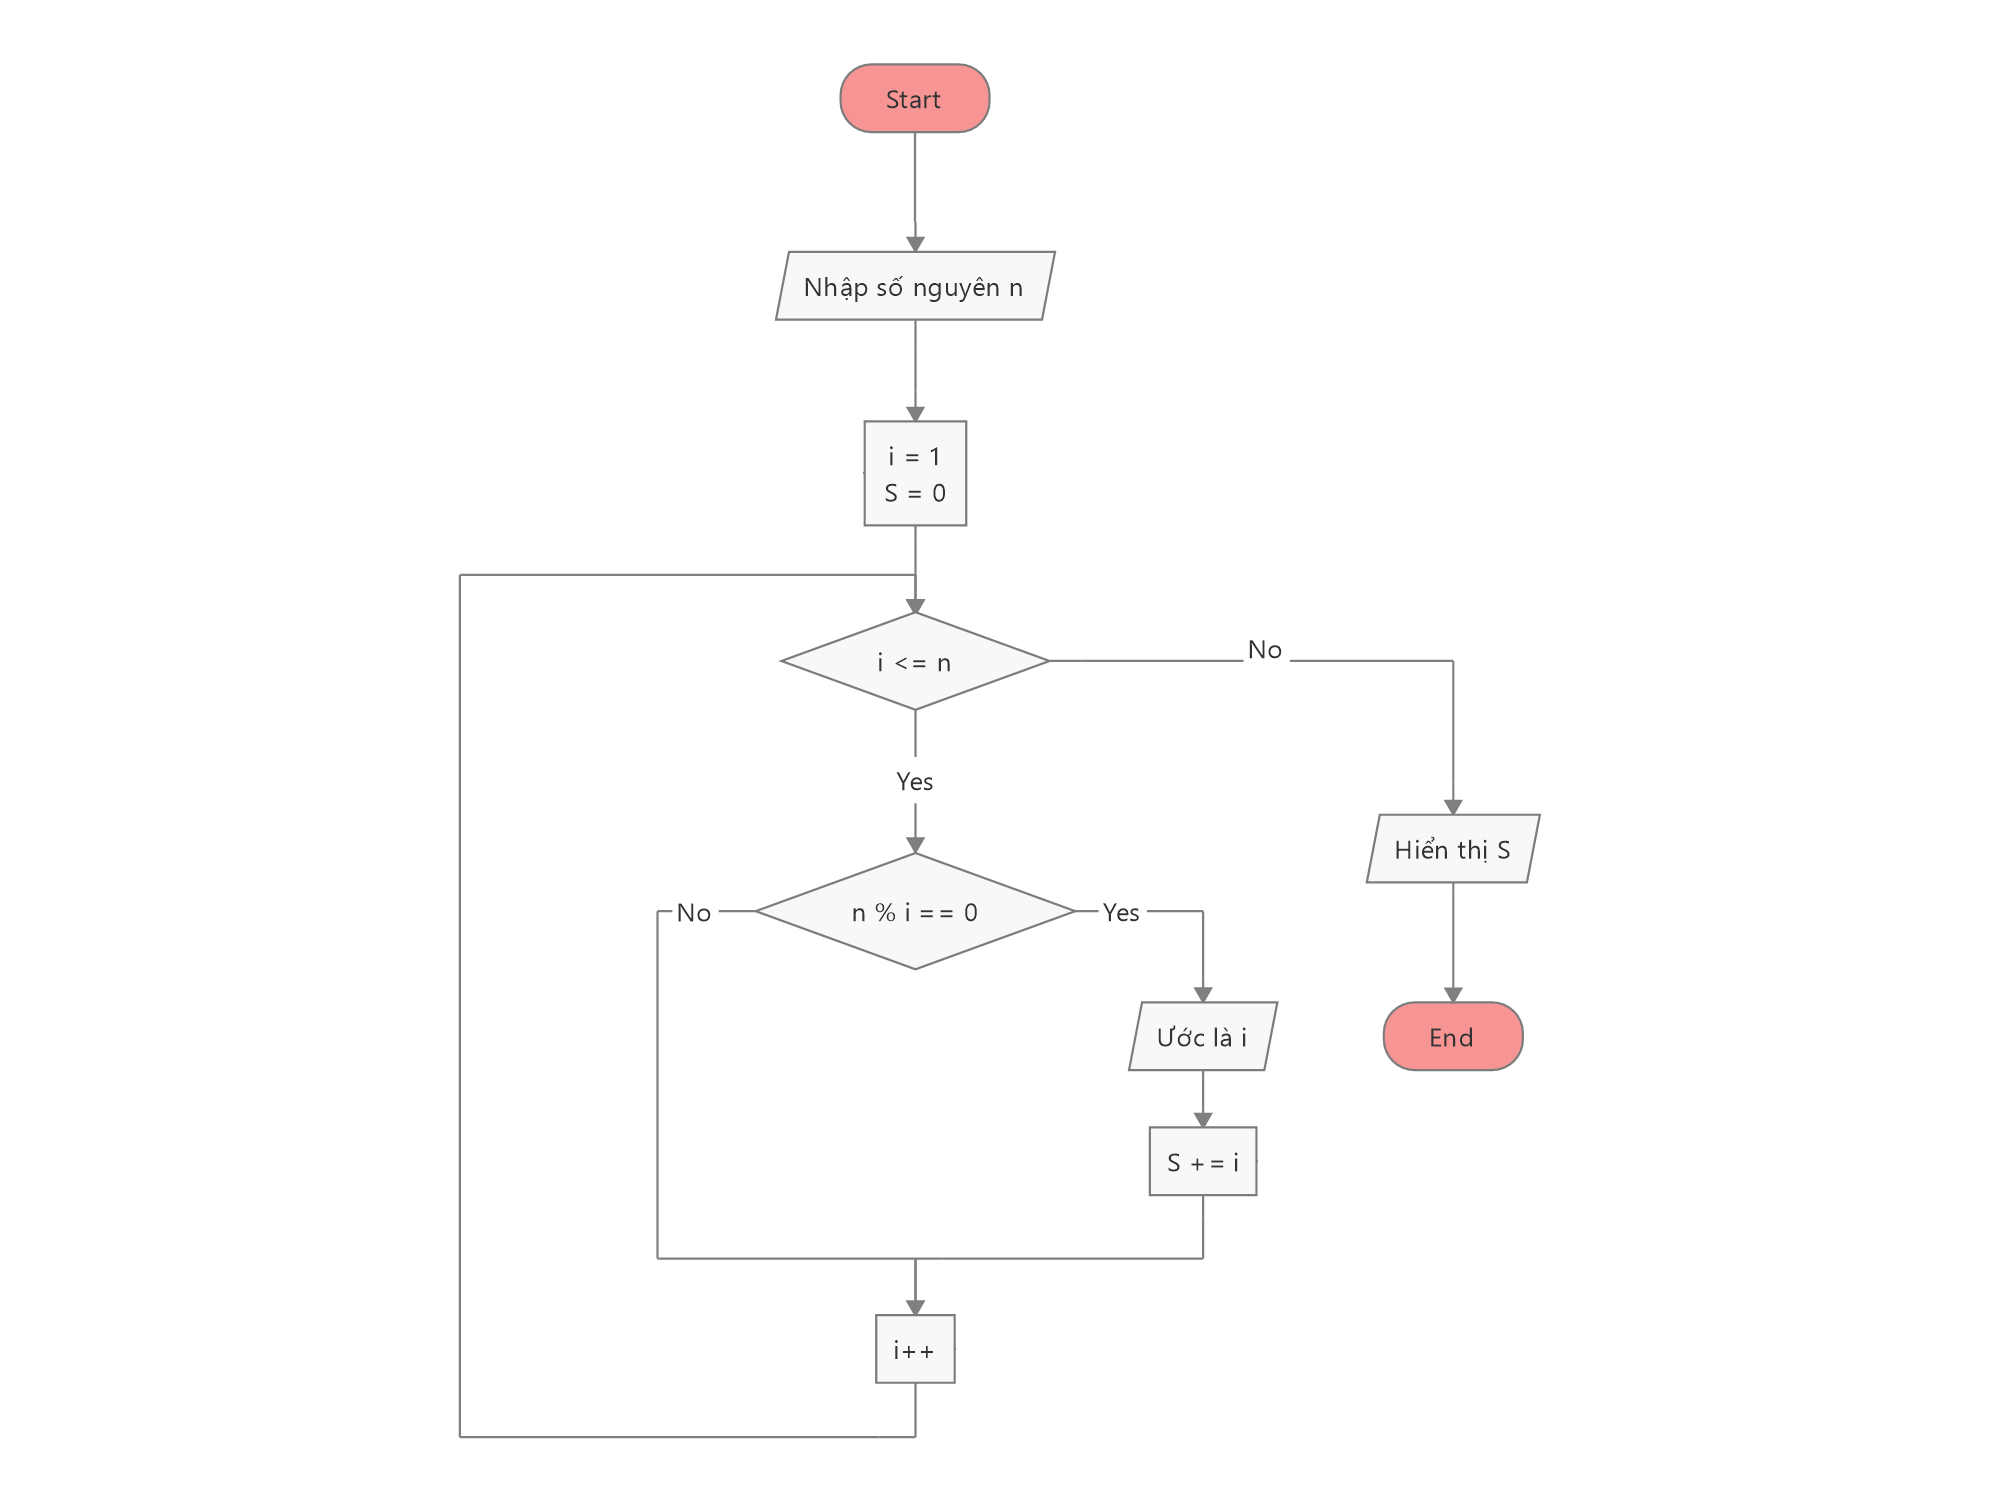 Start
Nhập số nguyên n
i = 1
S = 0
i <= n
No
Yes
Hiển thị S
No
n % i == 0
Yes
Ước là i
End
S += i
i++